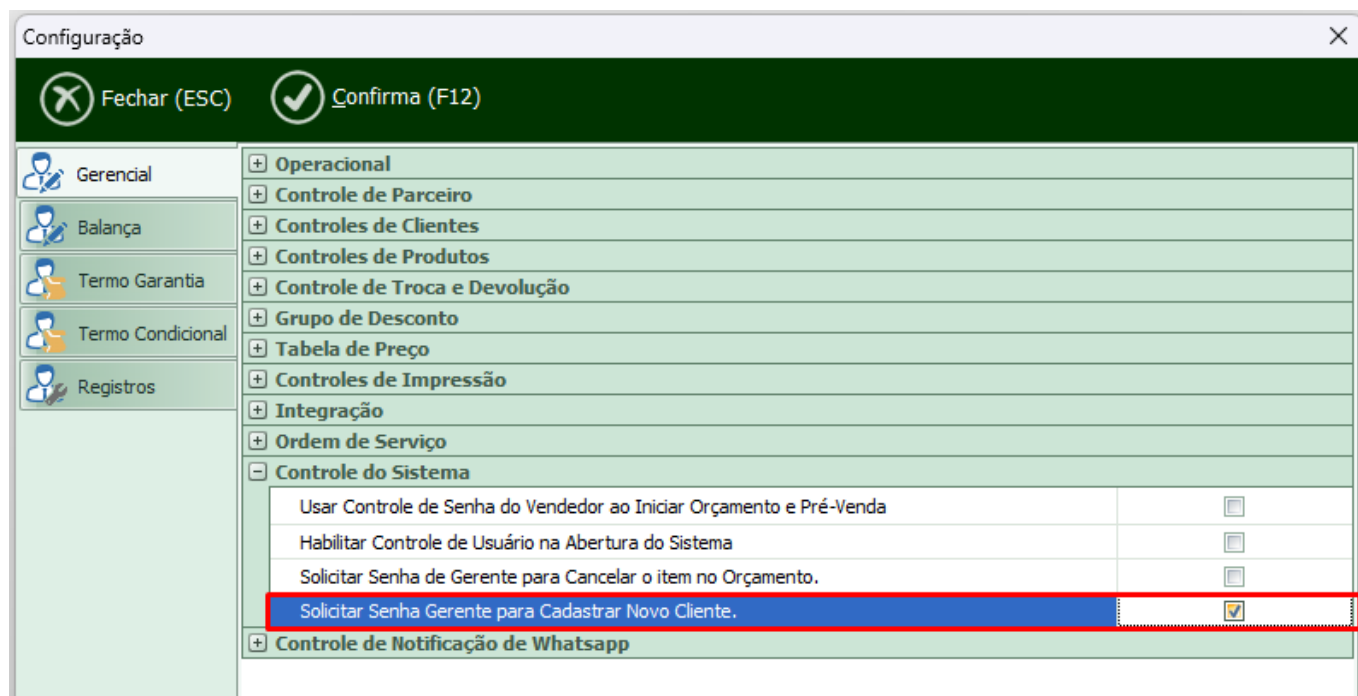 Configuração
Fechar (ESC) Confirma (F12)
Gerencial
Balança
Termo Garantia
Termo Condicional
Registros
Operacional
Controle de Parceiro
Controles de Clientes
Controles de Produtos
Controle de Troca e Devolução
Grupo de Desconto
Tabela de Preço
Controles de Impressão
Integração
Ordem de Serviço
Controle do Sistema
Usar Controle de Senha do Vendedor ao Iniciar Orçamento e Pré-Venda
Habilitar Controle de Usuário na Abertura do Sistema
Solicitar Senha de Gerente para Cancelar o item no Orçamento.
Solicitar Senha Gerente para Cadastrar Novo Cliente.
Controle de Notificação de Whatsapp